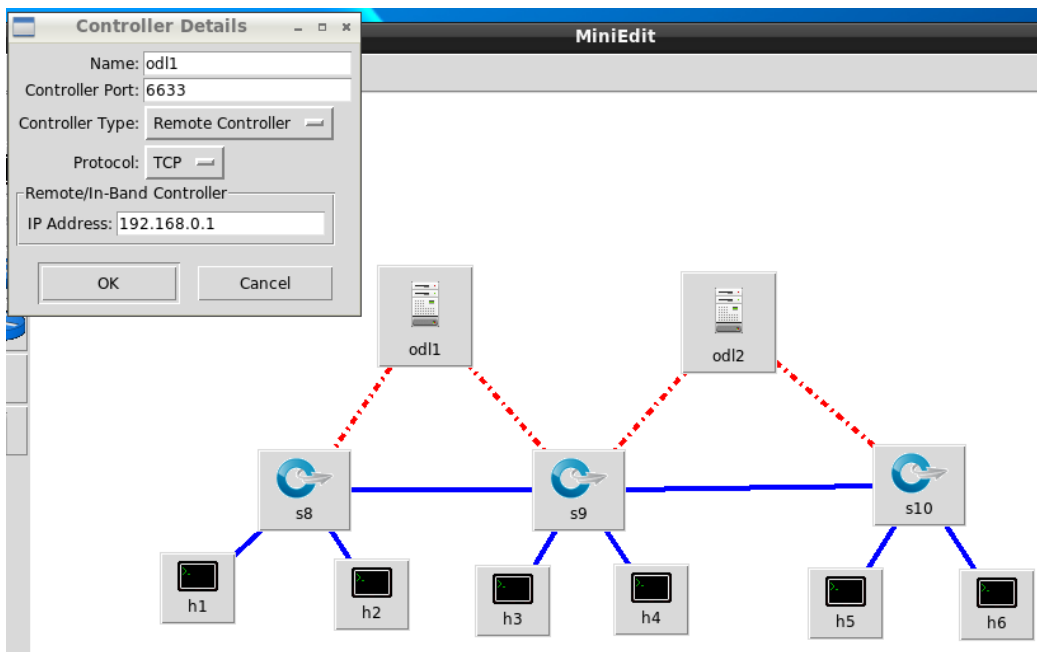 Controller Details
MiniEdit
Name: odl1
Controller Port: 6633
Controller Type: Remote Controller
Protocol: TCP
Remote/In-Band Controller
IP Address: 192.168.0.1
OK Cancel
odl1
odl2
s8
s9
s10
h1
h2
h3
h4
h5
h6